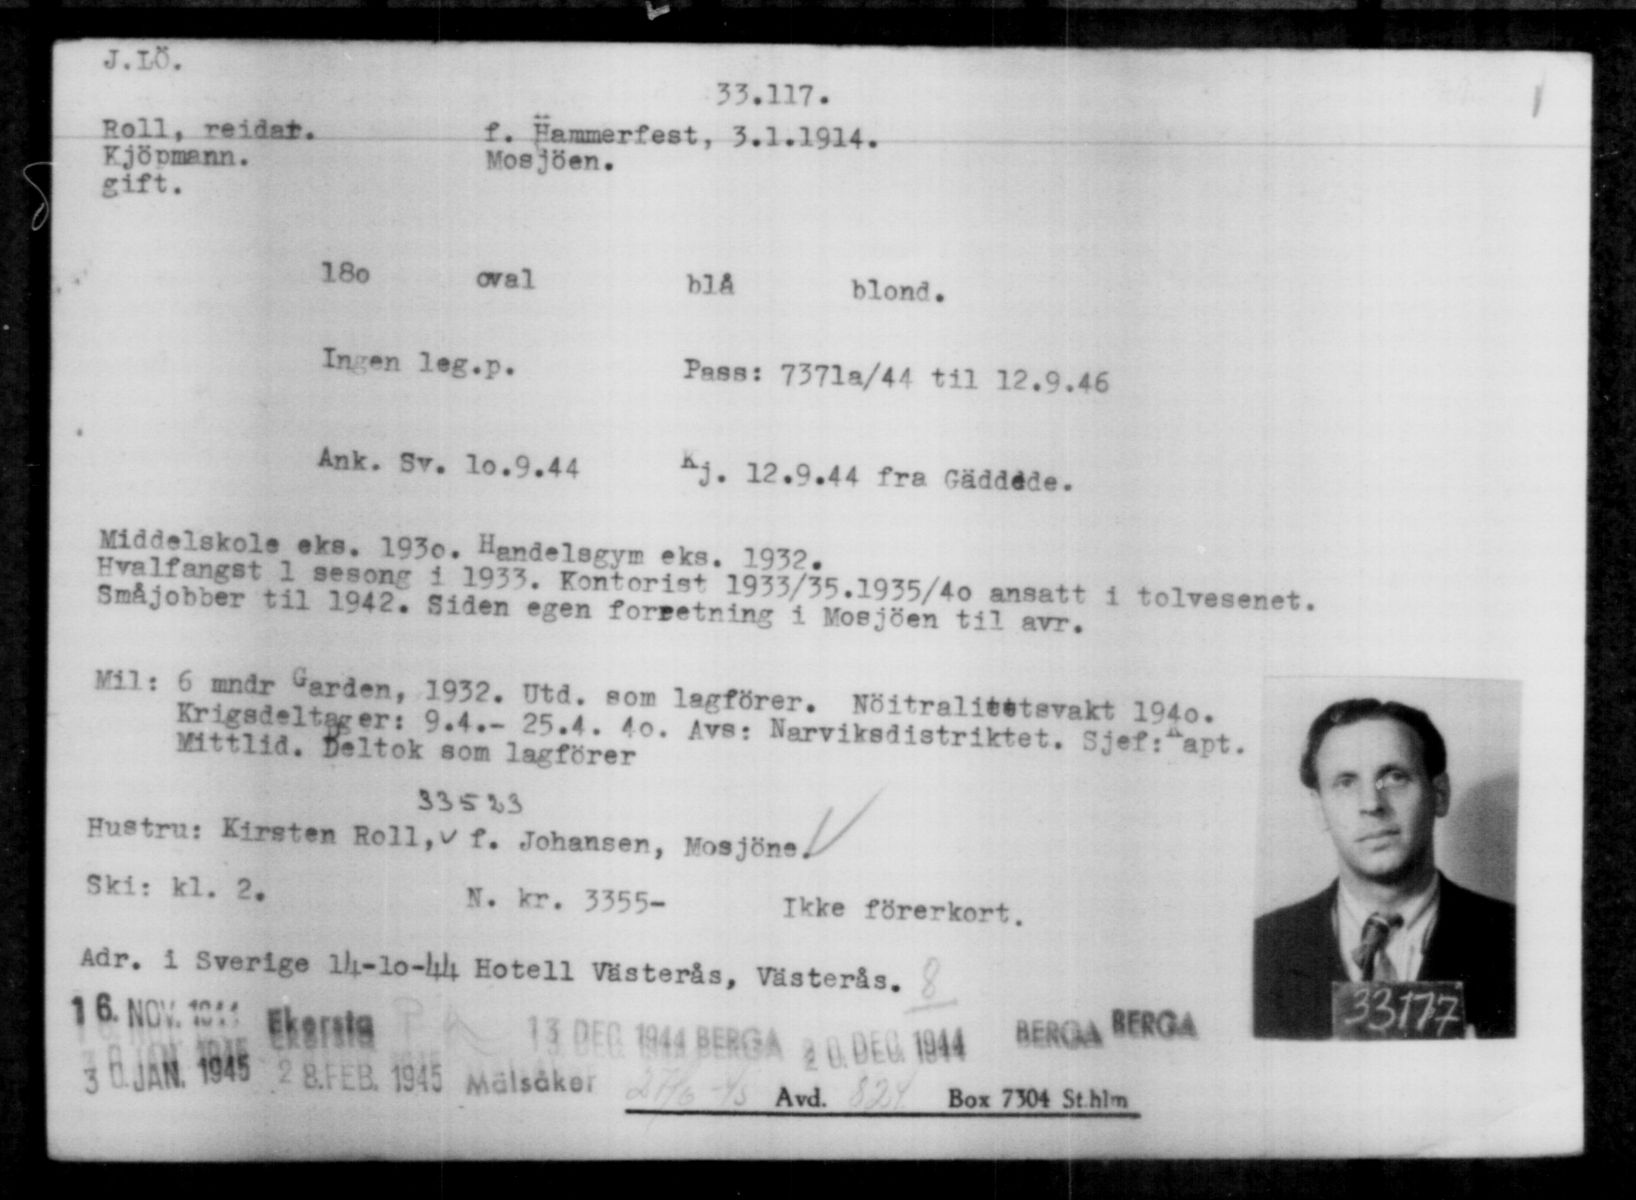 J.LÖ.
33.117.
Roll, reidar. f. Hammerfest, 3.1.1914.
Kjöpmann. Mosjöen.
gift.
18o oval blå blond.
Ingen leg.p. Pass: 7371a/44 til 12.9.46
Ank. Sv. 1o.9.44 Kj. 12.9.44 fra Gäddede.
Middelskole eks. 193o. Handelsgym eks. 1932.
Hvalfangst 1 sesong i 1933. Kontorist 1933/35.1935/4o ansatt i tolvesenet.
Småjobber til 1942. Siden egen forretning i Mosjöen til avr.
Mil: 6 mndr Garden, 1932. Utd. som lagförer. Nöitralitetsvakt 194o.
Krigsdeltager: 9.4.- 25.4. 4o. Avs: Narviksdistriktet. Sjef: Kapt.
Mittlid. Deltok som lagförer
33523
Hustru: Kirsten Roll, f. Johansen, Mosjöne.
Ski: kl. 2. N. kr. 3355- Ikke förerkort.
Adr. i Sverige 14-1o-44 Hotell Västerås, Västerås. 8
16. NOV. 1944 Ekersta 13 DEC. 1944 BERGA 20. DEC. 1944 BERGA BERGA
30. JAN. 1945 28. FEB. 1945 Mälsåker
Avd. 824 Box 7304 St.hlm
33177